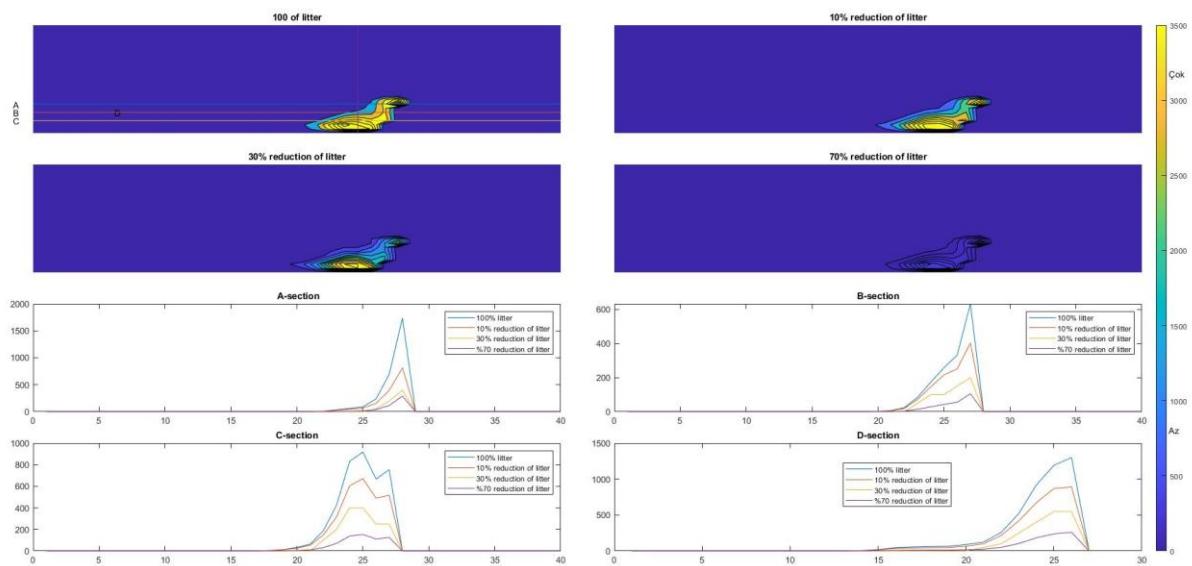 100 of litter
A
B
C
D
10% reduction of litter
3500
Çok
3000
2500
2000
1500
1000
Az
500
0
30% reduction of litter
70% reduction of litter
A-section
2000
1500
1000
500
0
0 5 10 15 20 25 30 35 40
100% litter
10% reduction of litter
30% reduction of litter
%70 reduction of litter
B-section
600
400
200
0
0 5 10 15 20 25 30 35 40
100% litter
10% reduction of litter
30% reduction of litter
%70 reduction of litter
C-section
1000
800
600
400
200
0
0 5 10 15 20 25 30 35 40
100% litter
10% reduction of litter
30% reduction of litter
%70 reduction of litter
D-section
1500
1000
500
0
0 5 10 15 20 25 30
100% litter
10% reduction of litter
30% reduction of litter
%70 reduction of litter